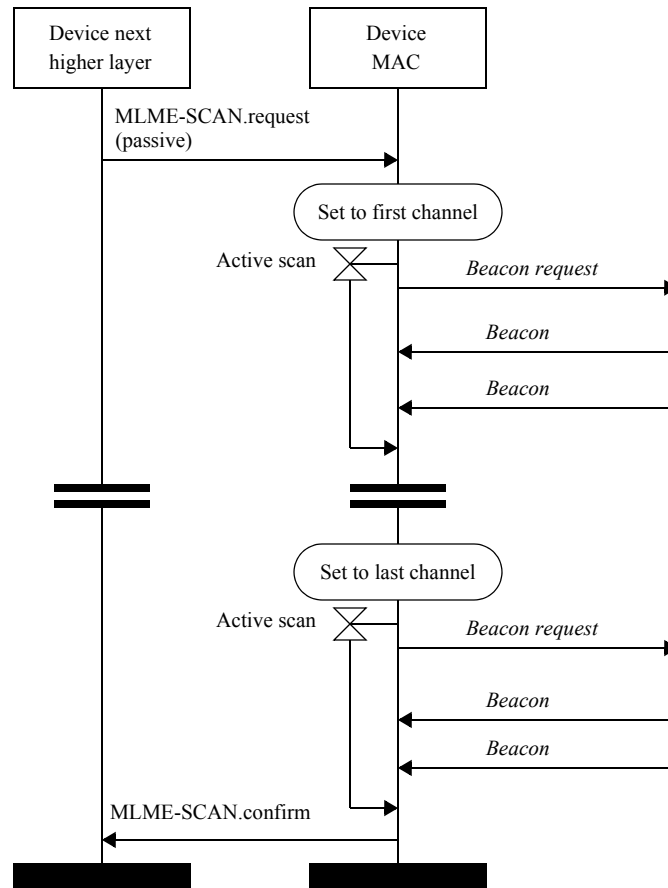 Device next
higher layer
Device
MAC
MLME-SCAN.request
(passive)
Set to first channel
Active scan
Beacon request
Beacon
Beacon
Set to last channel
Active scan
Beacon request
Beacon
Beacon
MLME-SCAN.confirm